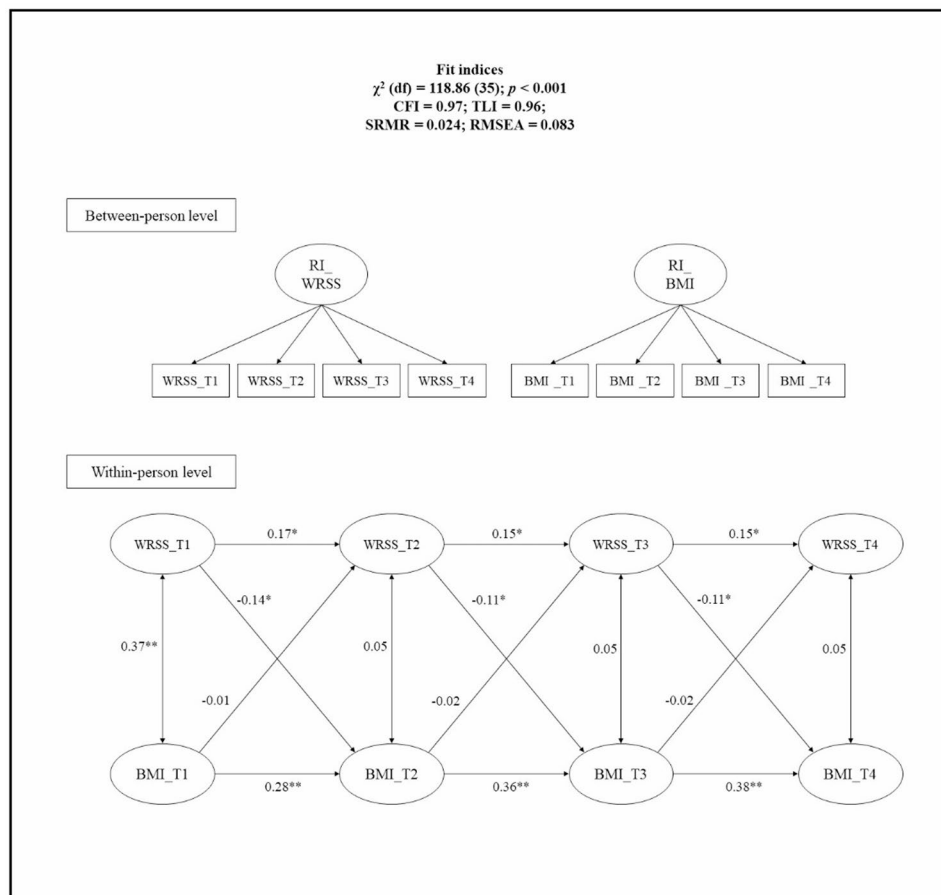 Fit indices
χ² (df) = 118.86 (35); p < 0.001
CFI = 0.97; TLI = 0.96;
SRMR = 0.024; RMSEA = 0.083
Between-person level
RI_
WRSS
RI_
BMI
WRSS_T1
WRSS_T2
WRSS_T3
WRSS_T4
BMI _T1
BMI _T2
BMI _T3
BMI _T4
Within-person level
WRSS_T1
0.17*
WRSS_T2
0.15*
WRSS_T3
0.15*
WRSS_T4
-0.14*
-0.11*
-0.11*
0.37**
0.05
0.05
0.05
-0.01
-0.02
-0.02
BMI_T1
0.28**
BMI_T2
0.36**
BMI_T3
0.38**
BMI_T4